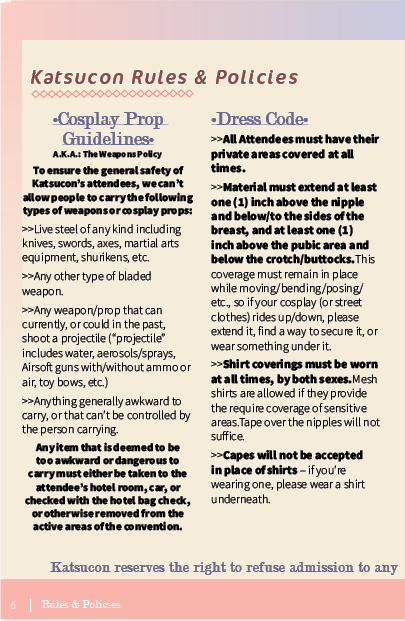 Katsucon Rules & Policies
•Cosplay Prop
Guidelines•
A.K.A.: The Weapons Policy
To ensure the general safety of
Katsucon's attendees, we can't
allow people to carry the following
types of weapons or cosplay props:
>>Live steel of any kind including
knives, swords, axes, martial arts
equipment, shurikens, etc.
>>Any other type of bladed
weapon.
>>Any weapon/prop that can
currently, or could in the past,
shoot a projectile ("projectile"
includes water, aerosols/sprays,
Airsoft guns with/without ammo or
air, toy bows, etc.)
>>Anything generally awkward to
carry, or that can't be controlled by
the person carrying.
Any item that is deemed to be
too awkward or dangerous to
carry must either be taken to the
attendee's hotel room, car, or
checked with the hotel bag check,
or otherwise removed from the
active areas of the convention.
•Dress Code•
>>All Attendees must have their
private areas covered at all
times.
>>Material must extend at least
one (1) inch above the nipple
and below/to the sides of the
breast, and at least one (1)
inch above the pubic area and
below the crotch/buttocks.This
coverage must remain in place
while moving/bending/posing/
etc., so if your cosplay (or street
clothes) rides up/down, please
extend it, find a way to secure it, or
wear something under it.
>>Shirt coverings must be worn
at all times, by both sexes.Mesh
shirts are allowed if they provide
the require coverage of sensitive
areas.Tape over the nipples will not
suffice.
>>Capes will not be accepted
in place of shirts – if you're
wearing one, please wear a shirt
underneath.
Katsucon reserves the right to refuse admission to any
6 | Rules & Policies